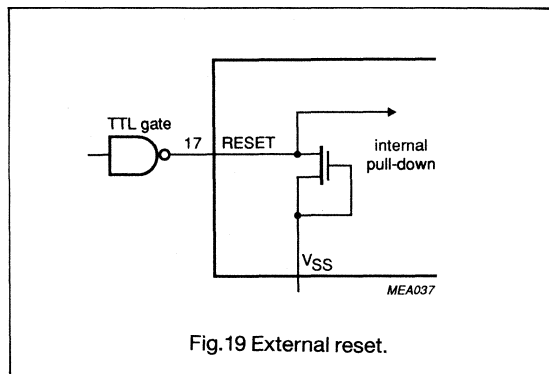 TTL gate
17
RESET
internal
pull-down
VSS
MEA037
Fig.19 External reset.